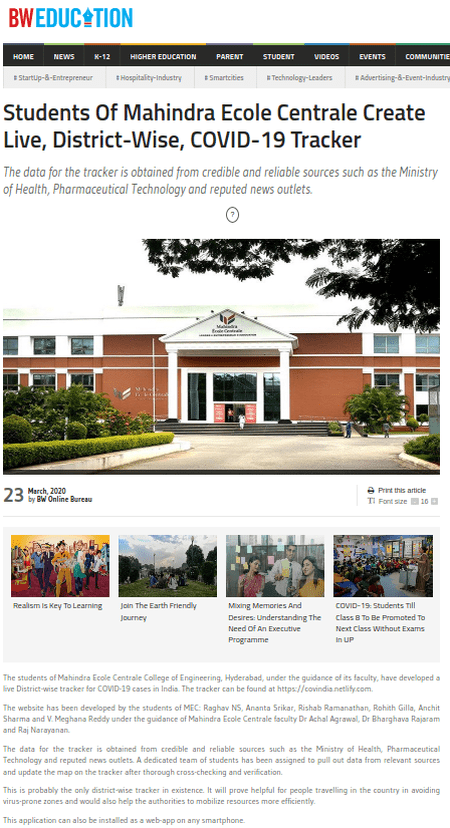 BW EDUCATION
HOME NEWS K-12 HIGHER EDUCATION PARENT STUDENT VIDEOS EVENTS COMMUNITIE
# StartUp-&-Entrepreneur # Hospitality-Industry # Smartcities # Technology-Leaders # Advertising-&-Event-Industry
Students Of Mahindra Ecole Centrale Create
Live, District-Wise, COVID-19 Tracker
The data for the tracker is obtained from credible and reliable sources such as the Ministry
of Health, Pharmaceutical Technology and reputed news outlets.
?
Mahindra
Ecole Centrale
23 March, 2020
by BW Online Bureau
Print this article
Font size - 16 +
Realism Is Key To Learning
Join The Earth Friendly
Journey
Mixing Memories And
Desires: Understanding The
Need Of An Executive
Programme
COVID-19: Students Till
Class 8 To Be Promoted To
Next Class Without Exams
In UP
The students of Mahindra Ecole Centrale College of Engineering, Hyderabad, under the guidance of its faculty, have developed a
live District-wise tracker for COVID-19 cases in India. The tracker can be found at https://covindia.netlify.com.
The website has been developed by the students of MEC: Raghav NS, Ananta Srikar, Rishab Ramanathan, Rohith Gilla, Anchit
Sharma and V. Meghana Reddy under the guidance of Mahindra Ecole Centrale faculty Dr Achal Agrawal, Dr Bharghava Rajaram
and Raj Narayanan.
The data for the tracker is obtained from credible and reliable sources such as the Ministry of Health, Pharmaceutical
Technology and reputed news outlets. A dedicated team of students has been assigned to pull out data from relevant sources
and update the map on the tracker after thorough cross-checking and verification.
This is probably the only district-wise tracker in existence. It will prove helpful for people travelling in the country in avoiding
virus-prone zones and would also help the authorities to mobilize resources more efficiently.
This application can also be installed as a web-app on any smartphone.